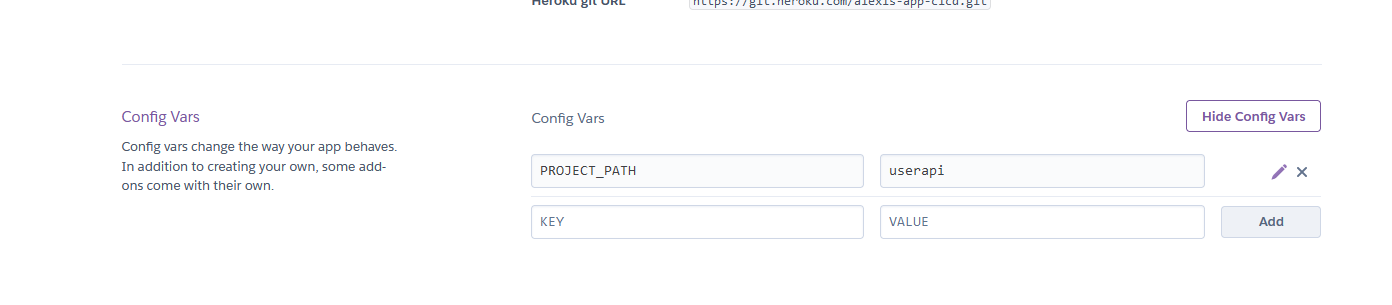 Heroku git URL
https://git.heroku.com/alexis-app-cicd.git
Config Vars
Config vars change the way your app behaves.
In addition to creating your own, some add-
ons come with their own.
Config Vars
Hide Config Vars
PROJECT_PATH
userapi
KEY
VALUE
Add